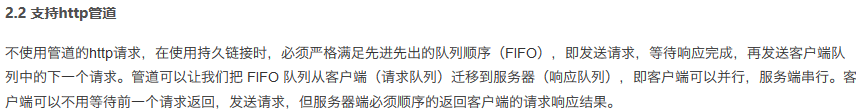 2.2 支持http管道
不使用管道的http请求，在使用持久链接时，必须严格满足先进先出的队列顺序（FIFO），即发送请求，等待响应完成，再发送客户端队
列中的下一个请求。管道可以让我们把 FIFO 队列从客户端（请求队列）迁移到服务器（响应队列），即客户端可以并行，服务端串行。客
户端可以不用等待前一个请求返回，发送请求，但服务器端必须顺序的返回客户端的请求响应结果。